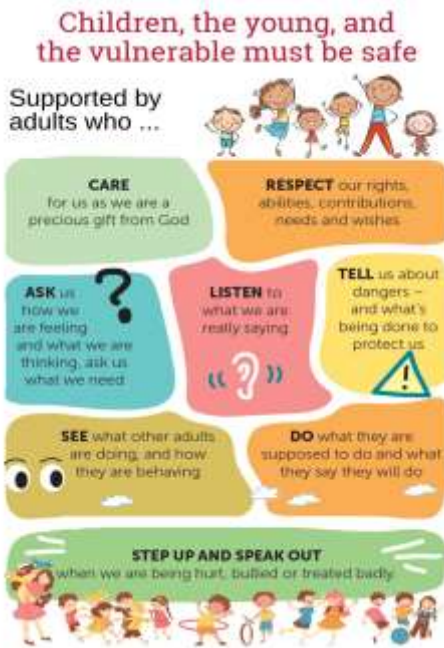 Children, the young, and
the vulnerable must be safe
Supported by
adults who ...
CARE
for us as we are a
precious gift from God
RESPECT our rights,
abilities, contributions,
needs and wishes
ASK us
how we
are feeling
and what we are
thinking, ask us
what we need
?
LISTEN to
what we are
really saying
TELL us about
dangers –
and what's
being done to
protect us
!
SEE what other adults
are doing, and how
they are behaving
DO what they are
supposed to do and what
they say they will do
STEP UP AND SPEAK OUT
when we are being hurt, bullied or treated badly